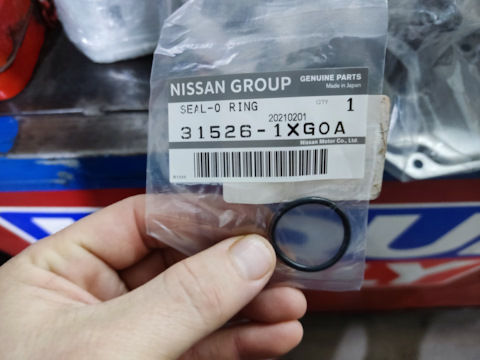 NISSAN GROUP GENUINE PARTS
Made in Japan
SEAL-O RING QTY 1
20210201
31526-1XG0A
Nissan Motor Co., Ltd.